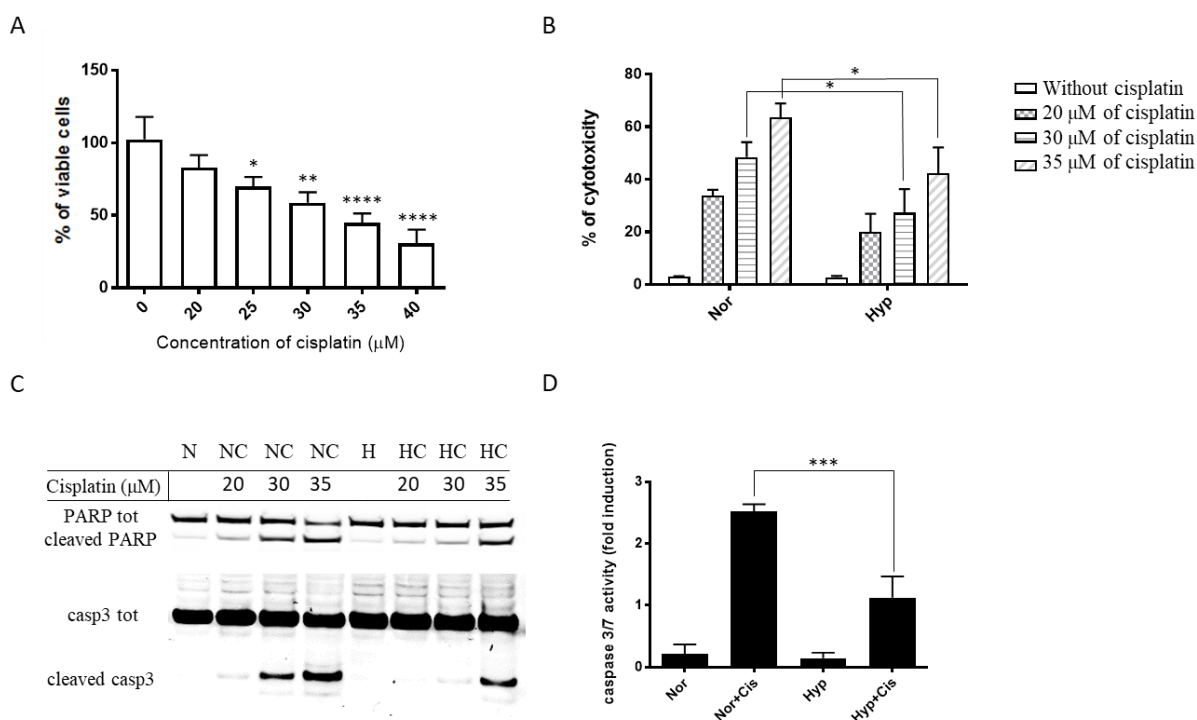 A
150
100
50
0
% of viable cells
*
**
****
****
0
20
25
30
35
40
Concentration of cisplatin (μM)
B
80
60
40
20
0
% of cytotoxicity
*
*
Nor
Hyp
Without cisplatin
20 μM of cisplatin
30 μM of cisplatin
35 μM of cisplatin
C
N NC NC NC H HC HC HC
Cisplatin (μM) 20 30 35 20 30 35
PARP tot
cleaved PARP
casp3 tot
cleaved casp3
D
caspase 3/7 activity (fold induction)
3
2
1
0
***
Nor
Nor+Cis
Hyp
Hyp+Cis